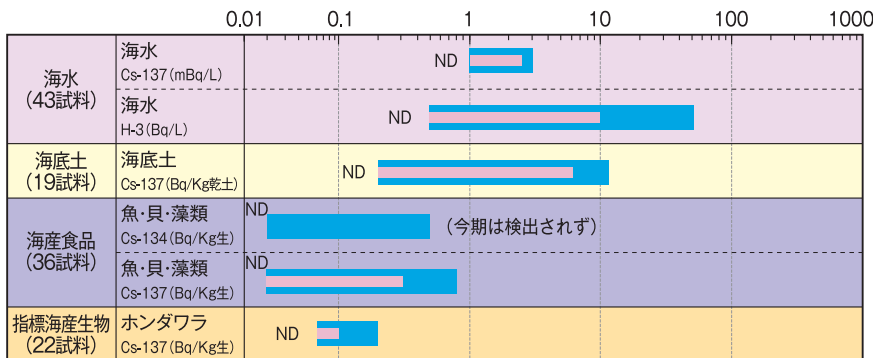 0.01 0.1 1 10 100 1000
海水
(43試料)
海水
Cs-137(mBq/L)
ND
海水
H-3(Bq/L)
ND
海底土
(19試料)
海底土
Cs-137(Bq/Kg乾土)
ND
海産食品
(36試料)
魚・貝・藻類
Cs-134(Bq/Kg生)
ND
(今期は検出されず)
魚・貝・藻類
Cs-137(Bq/Kg生)
ND
指標海産生物
(22試料)
ホンダワラ
Cs-137(Bq/Kg生)
ND